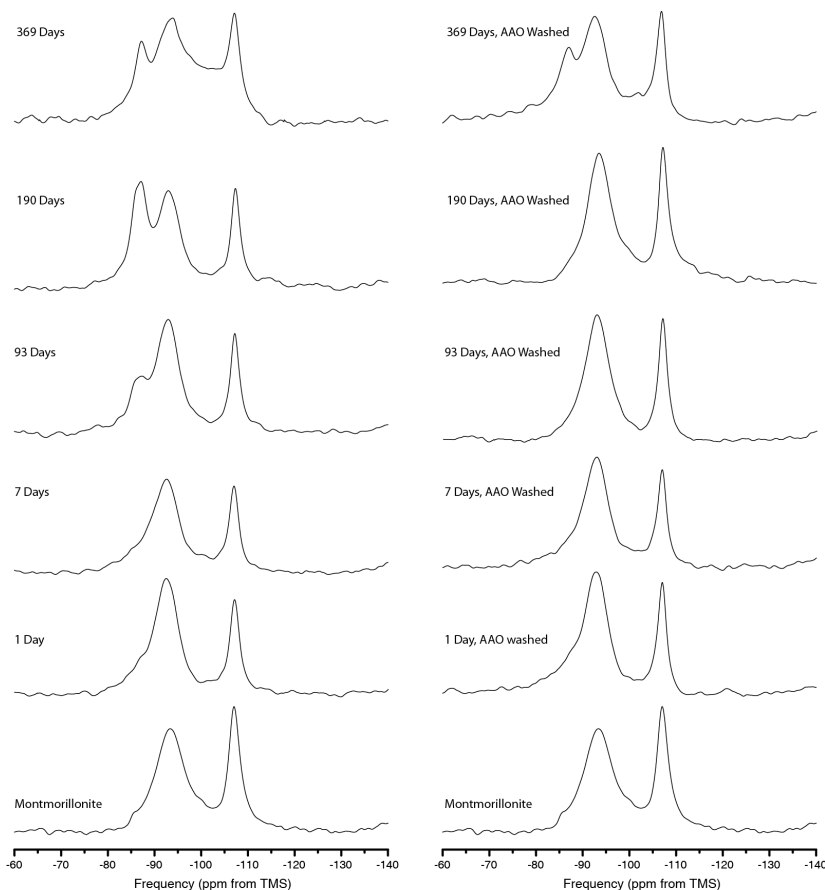 369 Days
369 Days, AAO Washed
190 Days
190 Days, AAO Washed
93 Days
93 Days, AAO Washed
7 Days
7 Days, AAO Washed
1 Day
1 Day, AAO washed
Montmorillonite
Montmorillonite
-60 -70 -80 -90 -100 -110 -120 -130 -140
-60 -70 -80 -90 -100 -110 -120 -130 -140
Frequency (ppm from TMS)
Frequency (ppm from TMS)